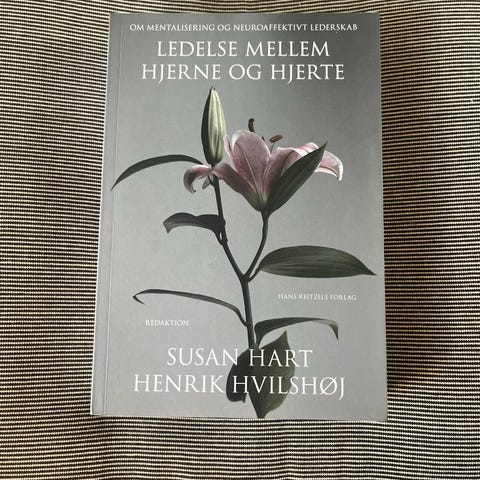 OM MENTALISERING OG NEUROAFFEKTIVT LEDERSKAB
LEDELSE MELLEM
HJERNE OG HJERTE
HANS REITZELS FORLAG
REDAKTION
SUSAN HART
HENRIK HVILSHØJ